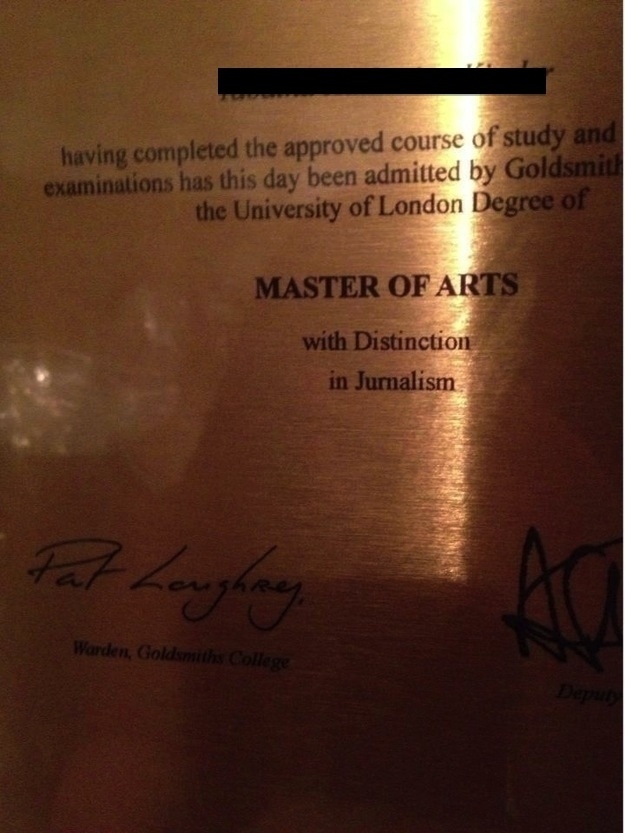 having completed the approved course of study and
examinations has this day been admitted by Goldsmith
the University of London Degree of
MASTER OF ARTS
with Distinction
in Jurnalism
Pat Loughrey
Warden, Goldsmiths College
Deputy